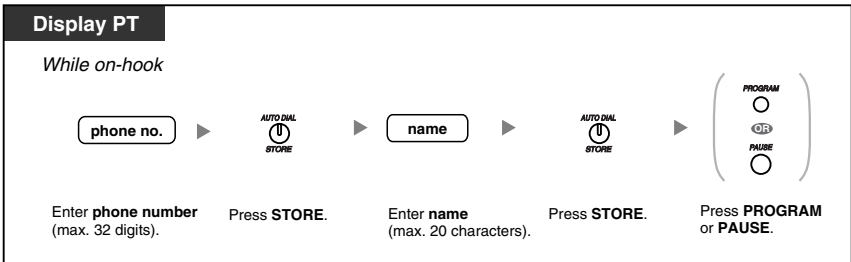 Display PT
While on-hook
phone no.
AUTO DIAL
STORE
name
AUTO DIAL
STORE
PROGRAM
OR
PAUSE
Enter phone number
(max. 32 digits).
Press STORE.
Enter name
(max. 20 characters).
Press STORE.
Press PROGRAM
or PAUSE.